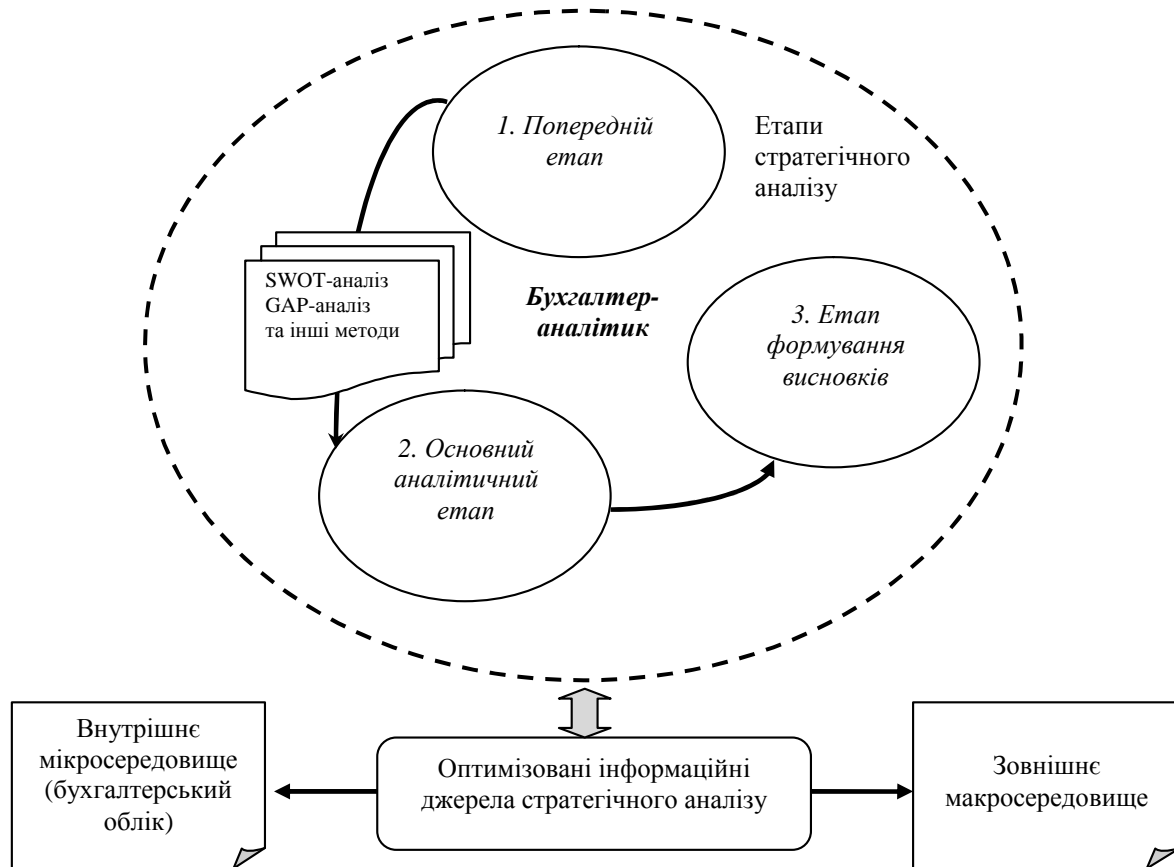 1. Попередній
етап
Етапи
стратегічного
аналізу
SWOT-аналіз
GAP-аналіз
та інші методи
Бухгалтер-
аналітик
3. Етап
формування
висновків
2. Основний
аналітичний
етап
Внутрішнє
мікросередовище
(бухгалтерський
облік)
Оптимізовані інформаційні
джерела стратегічного аналізу
Зовнішнє
макросередовище